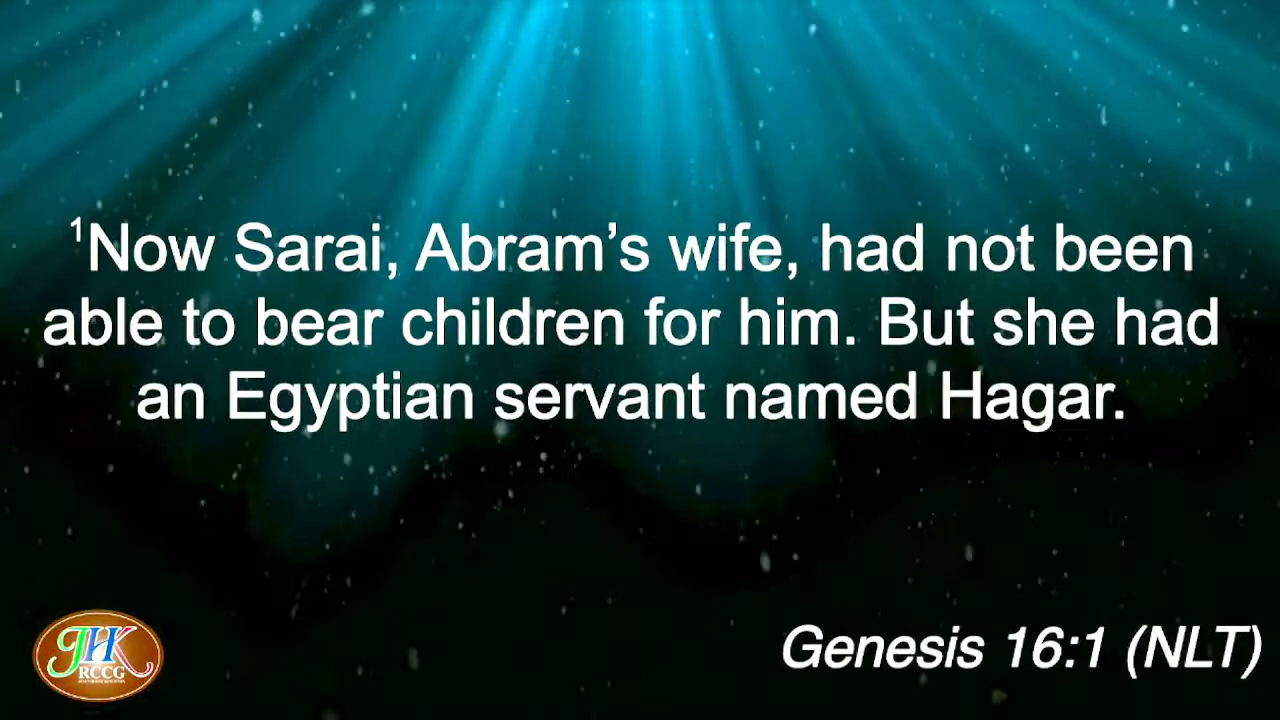 ¹Now Sarai, Abram’s wife, had not been
able to bear children for him. But she had
an Egyptian servant named Hagar.
Genesis 16:1 (NLT)
JHK
RCCG